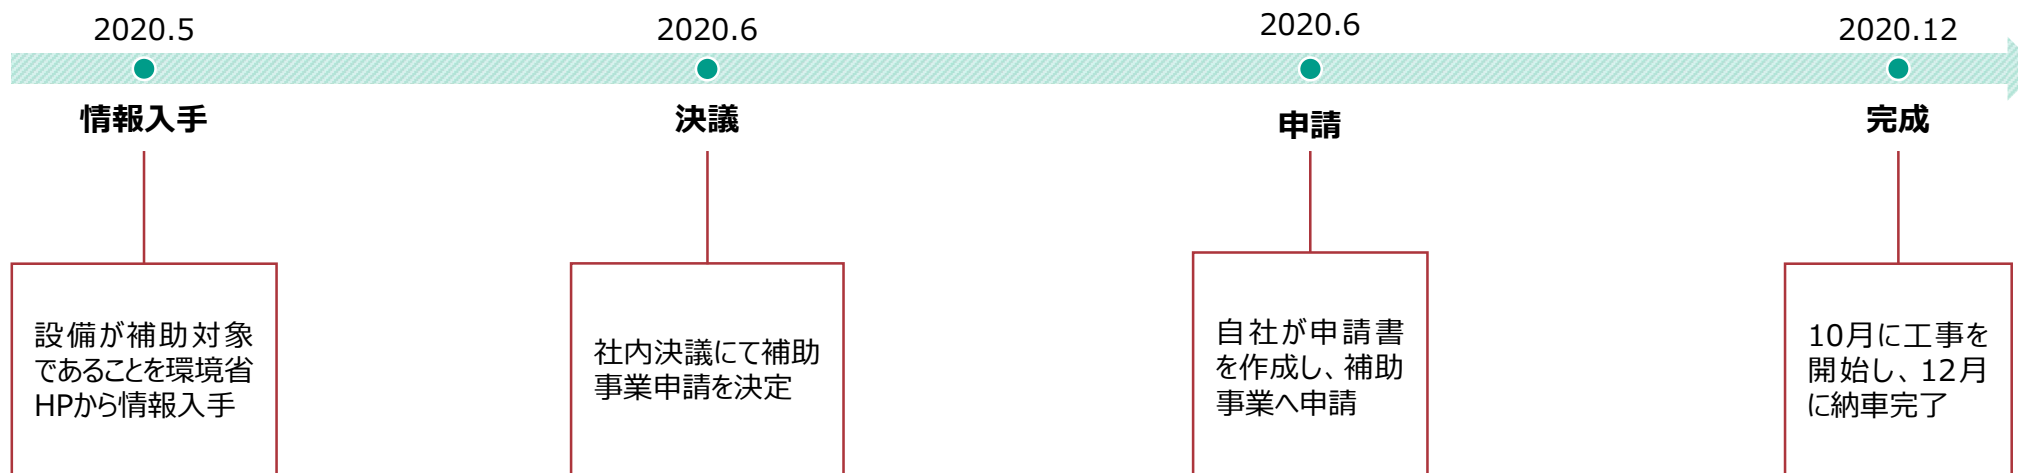 2020.5
情報入手
設備が補助対象
であることを環境省
HPから情報入手
2020.6
決議
社内決議にて補助
事業申請を決定
2020.6
申請
自社が申請書
を作成し、補助
事業へ申請
2020.12
完成
10月に工事を
開始し、12月
に納車完了